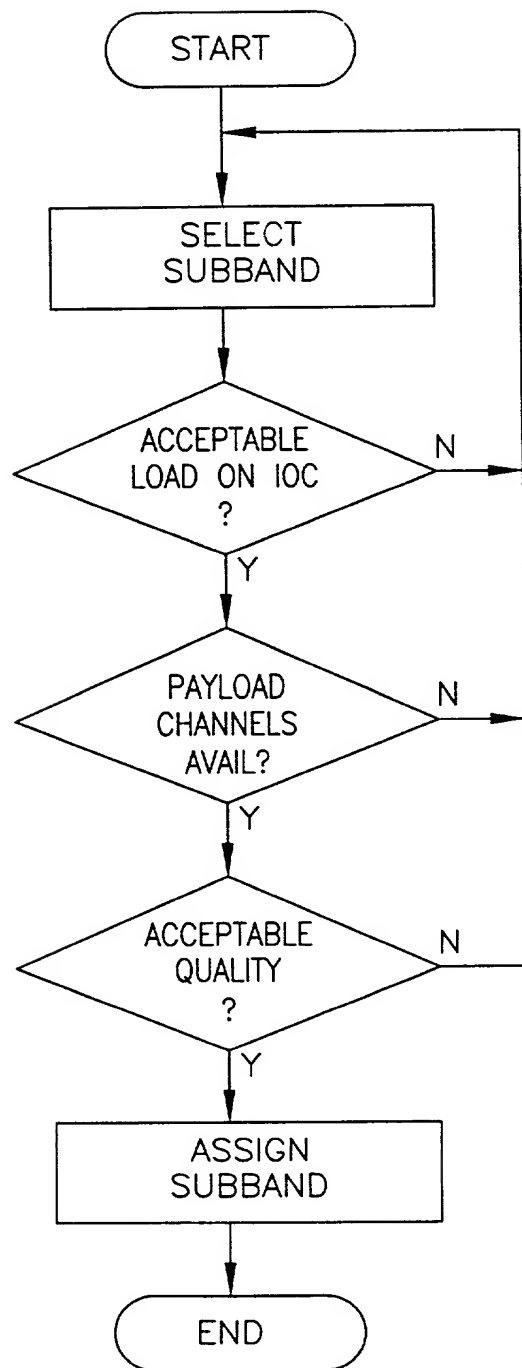 START
SELECT
SUBBAND
ACCEPTABLE
LOAD ON IOC
?
N
Y
PAYLOAD
CHANNELS
AVAIL?
N
Y
ACCEPTABLE
QUALITY
?
N
Y
ASSIGN
SUBBAND
END